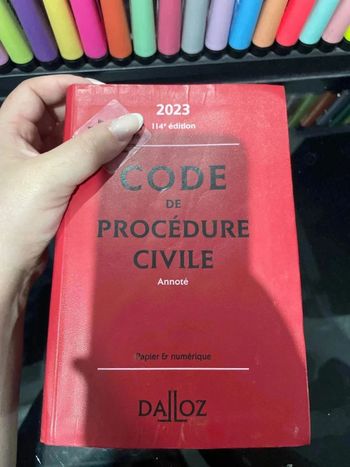 2023
114e édition
CODE
DE
PROCÉDURE
CIVILE
Annoté
Papier & numérique
DALLOZ